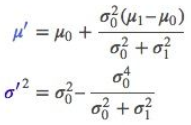 μ′ = μ₀ + σ₀²(μ₁–μ₀) / σ₀² + σ₁²
σ′² = σ₀² – σ₀⁴ / σ₀² + σ₁²